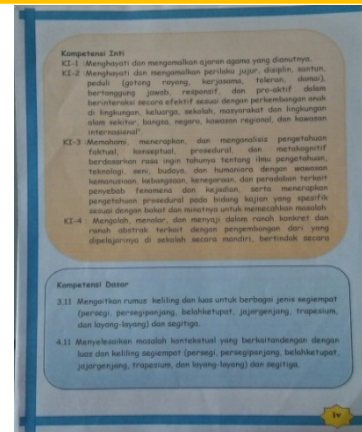 Kompetensi Inti
KI-1 :Menghayati dan mengamalkan ajaran agama yang dianutnya.
KI-2 :Menghayati dan mengamalkan perilaku jujur, disiplin, santun,
peduli (gotong royong, kerjasama, toleran, damai),
bertanggung jawab, responsif, dan pro-aktif dalam
berinteraksi secara efektif sesuai dengan perkembangan anak
di lingkungan, keluarga, sekolah, masyarakat dan lingkungan
alam sekitar, bangsa, negara, kawasan regional, dan kawasan
internasional".
KI-3 :Memahami, menerapkan, dan menganalisis pengetahuan
faktual, konseptual, prosedural, dan metakognitif
berdasarkan rasa ingin tahunya tentang ilmu pengetahuan,
teknologi, seni, budaya, dan humaniora dengan wawasan
kemanusiaan, kebangsaan, kenegaraan, dan peradaban terkait
penyebab fenomena dan kejadian, serta menerapkan
pengetahuan prosedural pada bidang kajian yang spesifik
sesuai dengan bakat dan minatnya untuk memecahkan masalah
KI-4 : Mengolah, menalar, dan menyaji dalam ranah konkret dan
ranah abstrak terkait dengan pengembangan dari yang
dipelajarinya di sekolah secara mandiri, bertindak secara
Kompetensi Dasar
3.11 Mengaitkan rumus keliling dan luas untuk berbagai jenis segiempat
(persegi, persegipanjang, belahketupat, jajargenjang, trapesium,
dan layang-layang) dan segitiga.
4.11 Menyelesaikan masalah kontekstual yang berkaitandengan dengan
luas dan keliling segiempat (persegi, persegipanjang, belahketupat,
jajargenjang, trapesium, dan layang-layang) dan segitiga.
iv